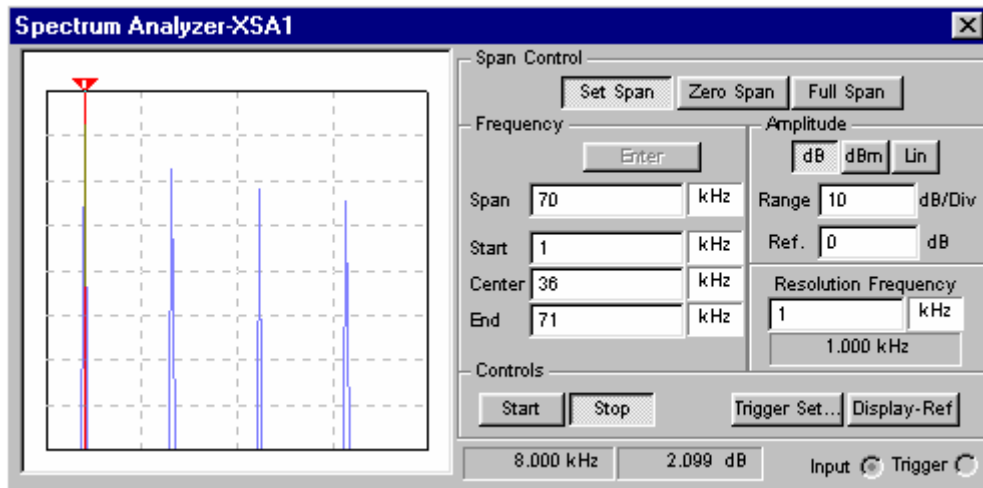 Spectrum Analyzer-XSA1
Span Control
Set Span Zero Span Full Span
Frequency
Enter
Span 70 kHz
Start 1 kHz
Center 36 kHz
End 71 kHz
Amplitude
dB dBm Lin
Range 10 dB/Div
Ref. 0 dB
Resolution Frequency
1 kHz
1.000 kHz
Controls
Start Stop Trigger Set... Display-Ref
8.000 kHz 2.099 dB Input Trigger